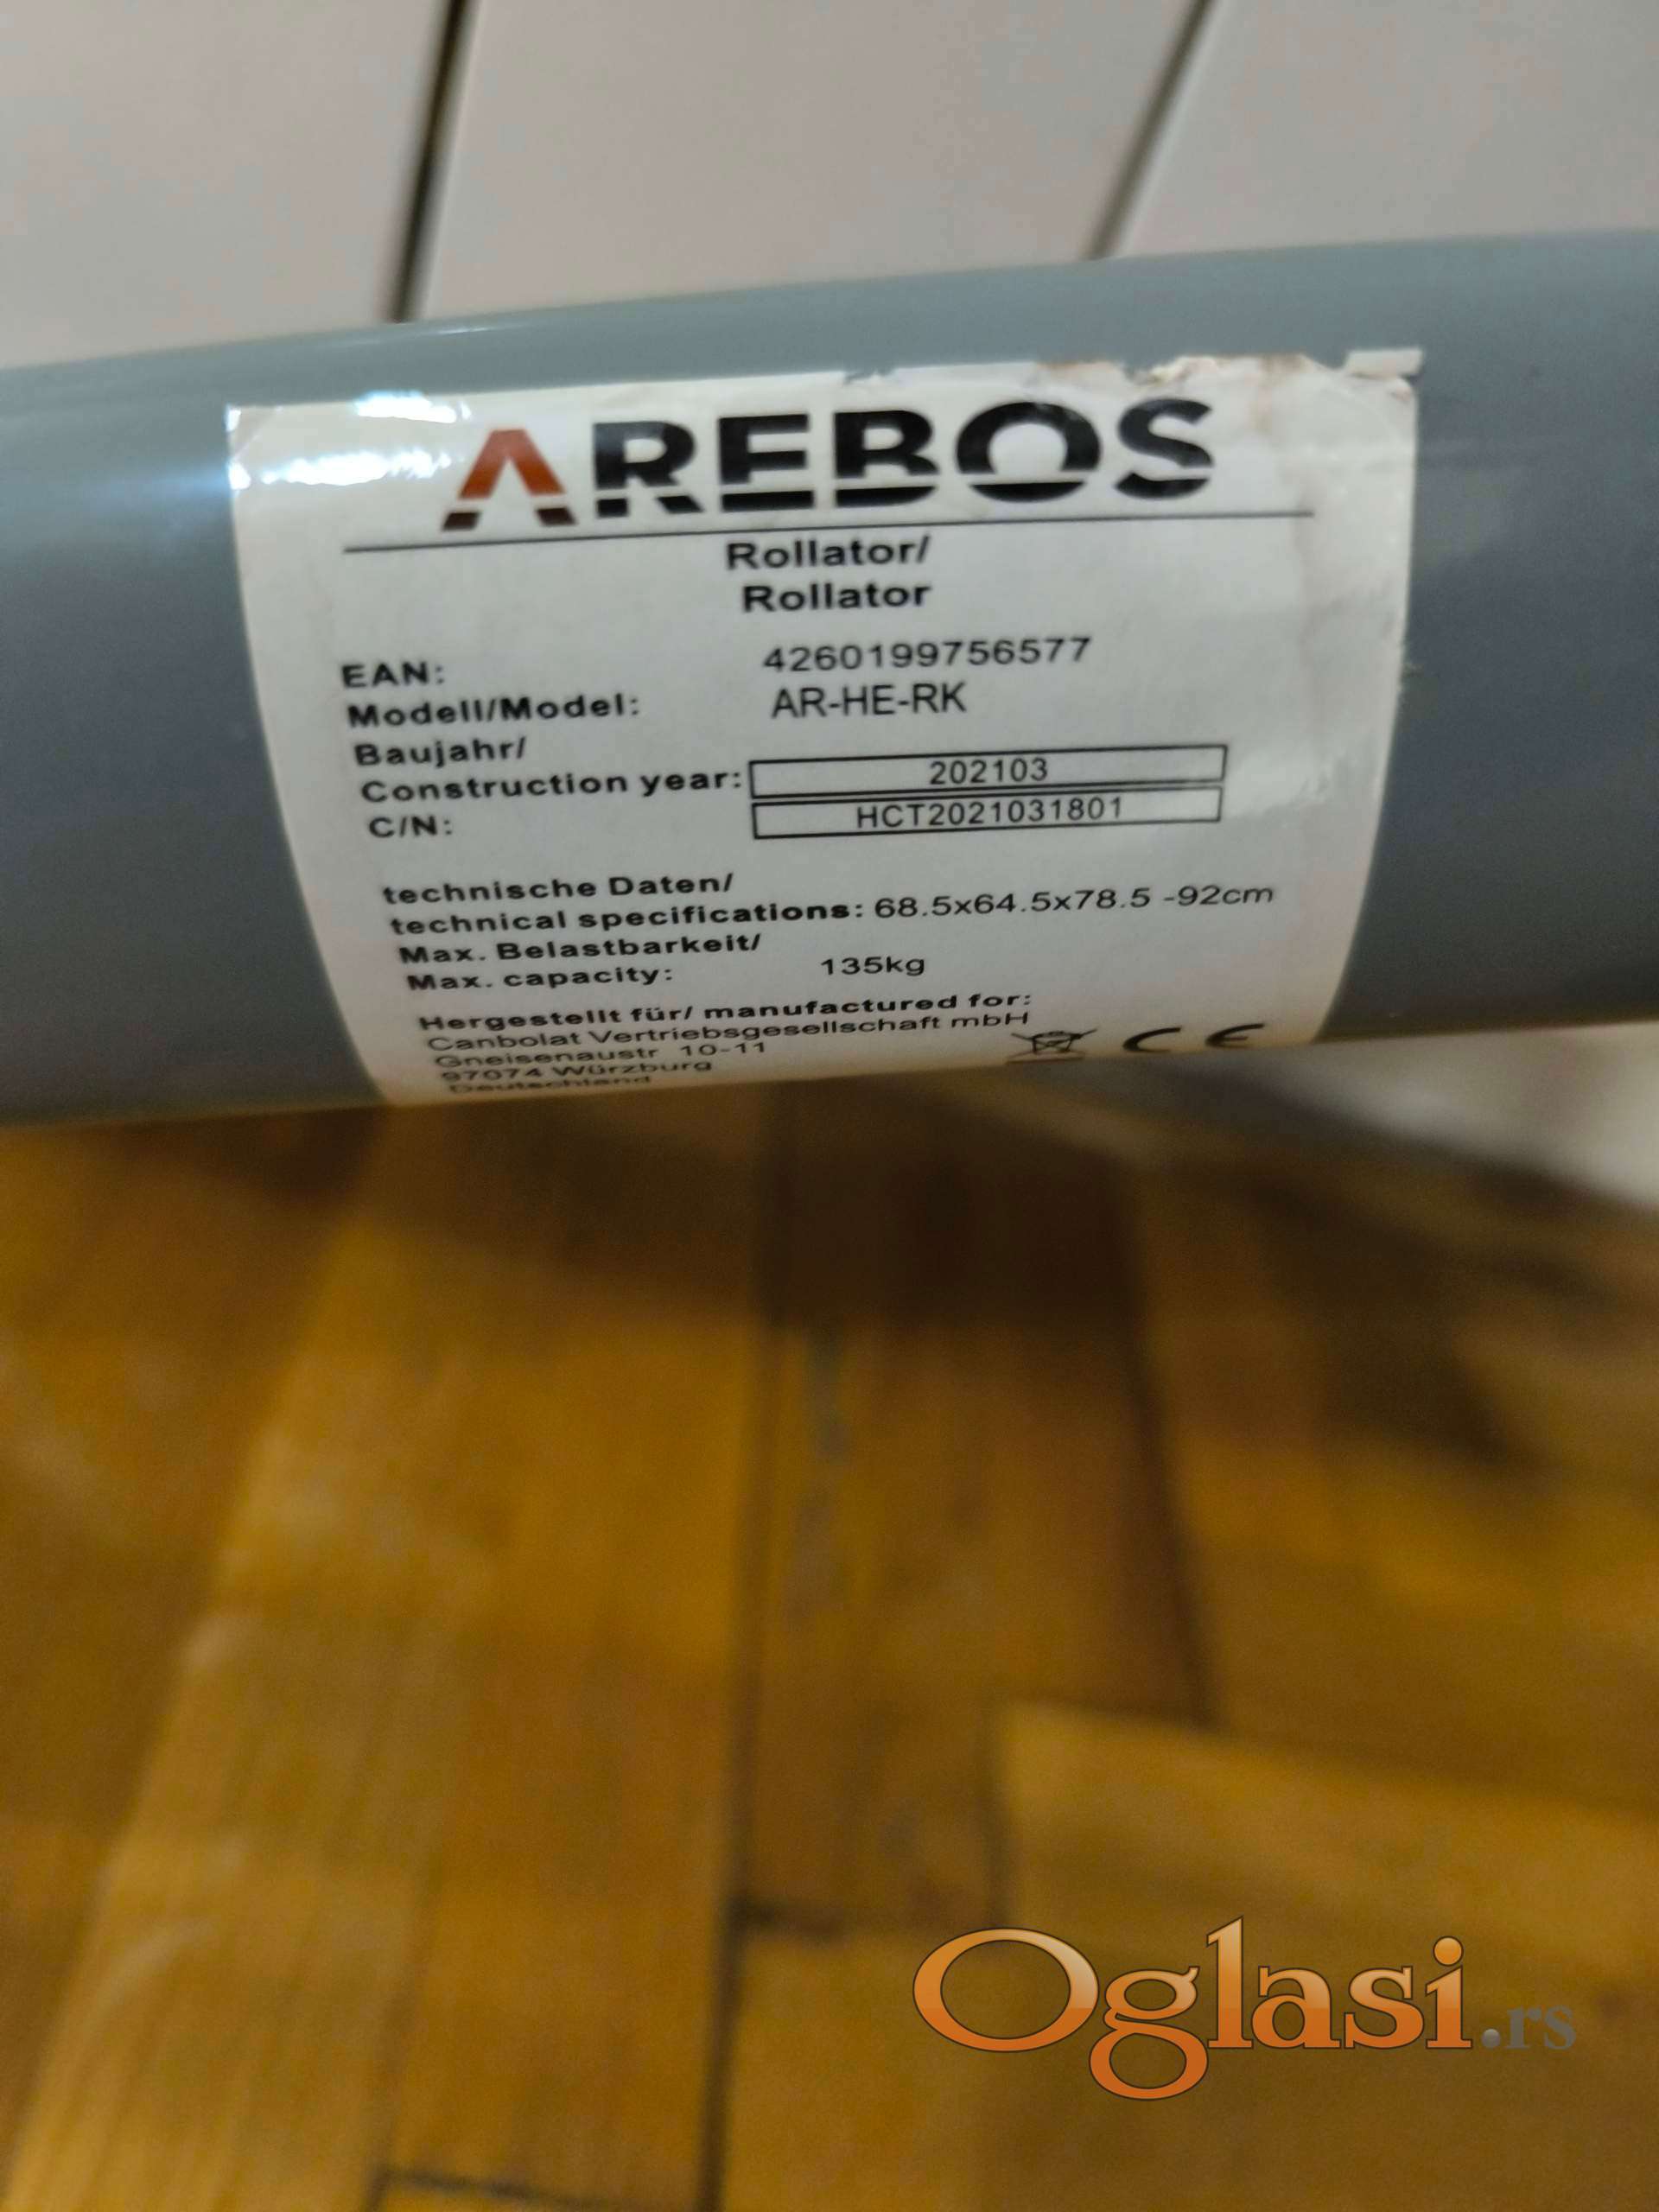 AREBOS
Rollator/
Rollator
EAN: 4260199756577
Modell/Model: AR-HE-RK
Baujahr/
Construction year: 202103
C/N: HCT2021031801
technische Daten/
technical specifications: 68.5x64.5x78.5 -92cm
Max. Belastbarkeit/
Max. capacity: 135kg
Hergestellt für/ manufactured for:
Canbolat Vertriebsgesellschaft mbH
Gneisenaustr 10-11
97074 Würzburg
Deutschland
CE
Oglasi.rs